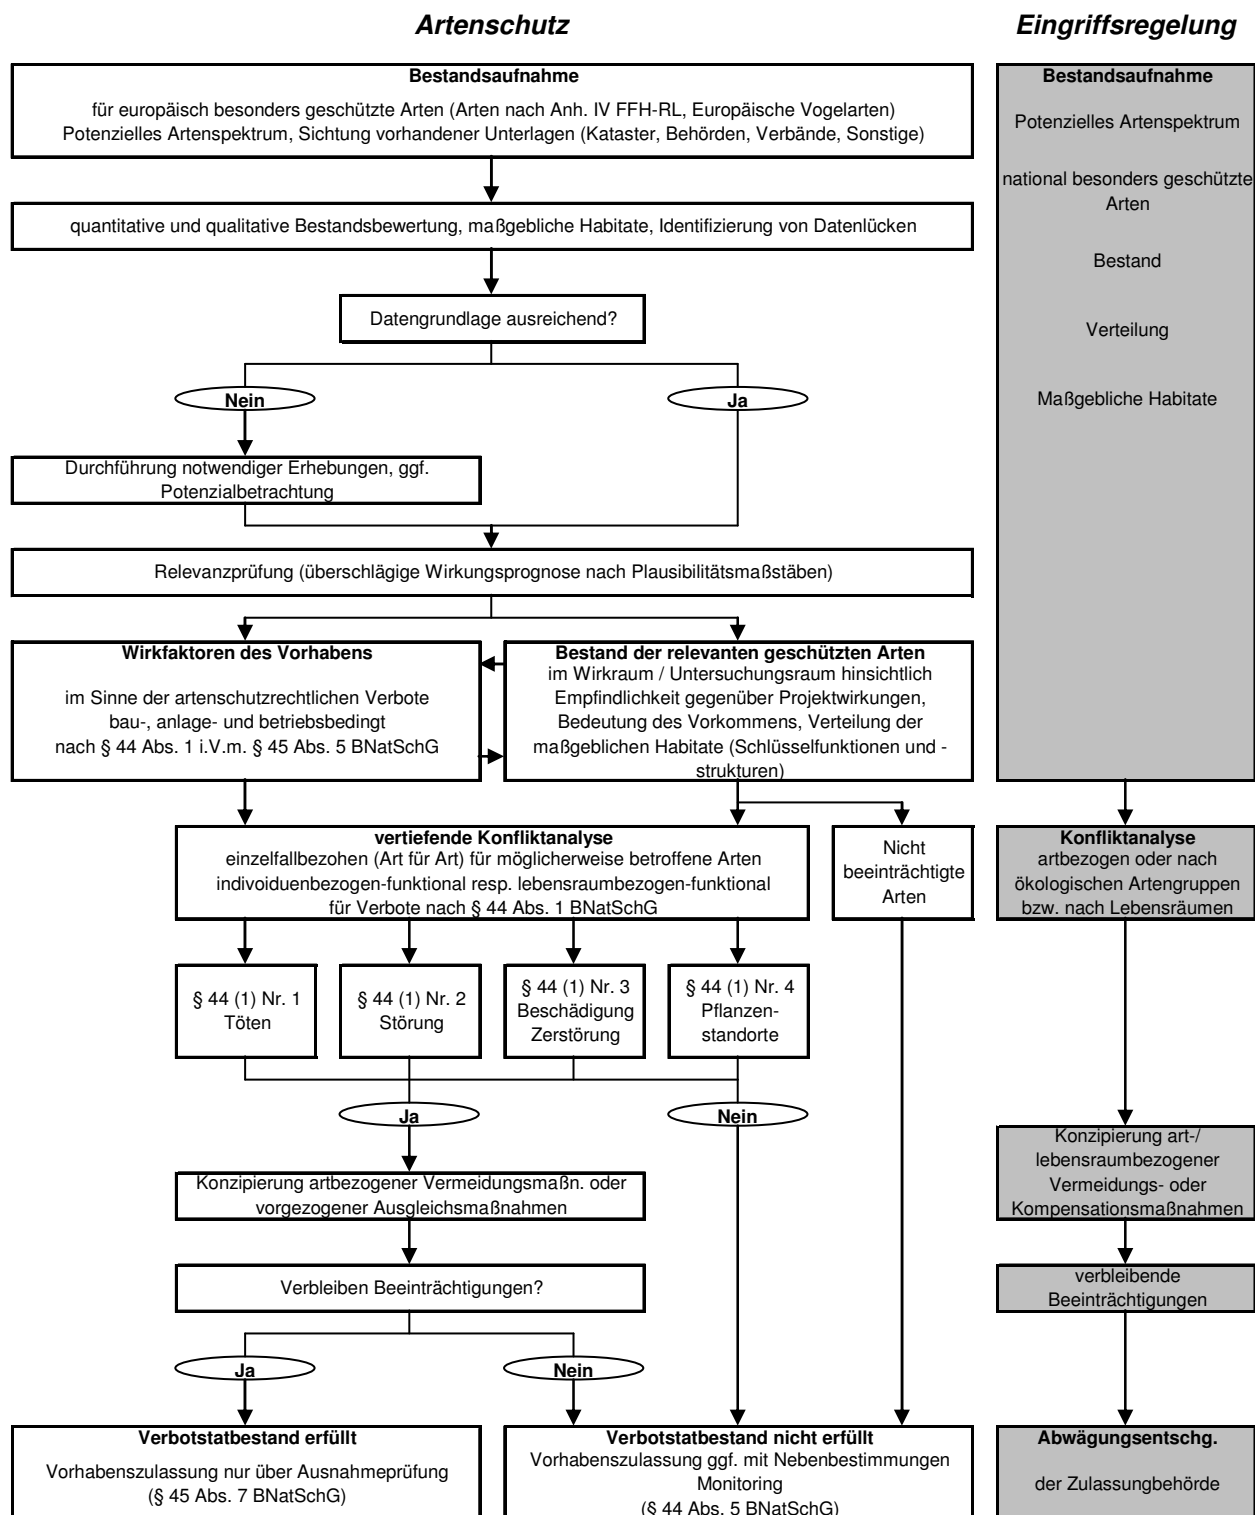 Artenschutz
Eingriffsregelung
Bestandsaufnahme
für europäisch besonders geschützte Arten (Arten nach Anh. IV FFH-RL, Europäische Vogelarten)
Potenzielles Artenspektrum, Sichtung vorhandener Unterlagen (Kataster, Behörden, Verbände, Sonstige)
quantitative und qualitative Bestandsbewertung, maßgebliche Habitate, Identifizierung von Datenlücken
Datengrundlage ausreichend?
Nein
Ja
Durchführung notwendiger Erhebungen, ggf.
Potenzialbetrachtung
Relevanzprüfung (überschlägige Wirkungsprognose nach Plausibilitätsmaßstäben)
Wirkfaktoren des Vorhabens
im Sinne der artenschutzrechtlichen Verbote
bau-, anlage- und betriebsbedingt
nach § 44 Abs. 1 i.V.m. § 45 Abs. 5 BNatSchG
Bestand der relevanten geschützten Arten
im Wirkraum / Untersuchungsraum hinsichtlich
Empfindlichkeit gegenüber Projektwirkungen,
Bedeutung des Vorkommens, Verteilung der
maßgeblichen Habitate (Schlüsselfunktionen und -
strukturen)
vertiefende Konfliktanalyse
einzelfallbezohen (Art für Art) für möglicherweise betroffene Arten
indivoiduenbezogen-funktional resp. lebensraumbezogen-funktional
für Verbote nach § 44 Abs. 1 BNatSchG
Nicht
beeinträchtigte
Arten
§ 44 (1) Nr. 1
Töten
§ 44 (1) Nr. 2
Störung
§ 44 (1) Nr. 3
Beschädigung
Zerstörung
§ 44 (1) Nr. 4
Pflanzen-
standorte
Ja
Nein
Konzipierung artbezogener Vermeidungsmaßn. oder
vorgezogener Ausgleichsmaßnahmen
Verbleiben Beeinträchtigungen?
Ja
Nein
Verbotstatbestand erfüllt
Vorhabenszulassung nur über Ausnahmeprüfung
(§ 45 Abs. 7 BNatSchG)
Verbotstatbestand nicht erfüllt
Vorhabenszulassung ggf. mit Nebenbestimmungen
Monitoring
(§ 44 Abs. 5 BNatSchG)
Bestandsaufnahme
Potenzielles Artenspektrum
national besonders geschützte
Arten
Bestand
Verteilung
Maßgebliche Habitate
Konfliktanalyse
artbezogen oder nach
ökologischen Artengruppen
bzw. nach Lebensräumen
Konzipierung art-/
lebensraumbezogener
Vermeidungs- oder
Kompensationsmaßnahmen
verbleibende
Beeinträchtigungen
Abwägungsentschg.
der Zulassungbehörde